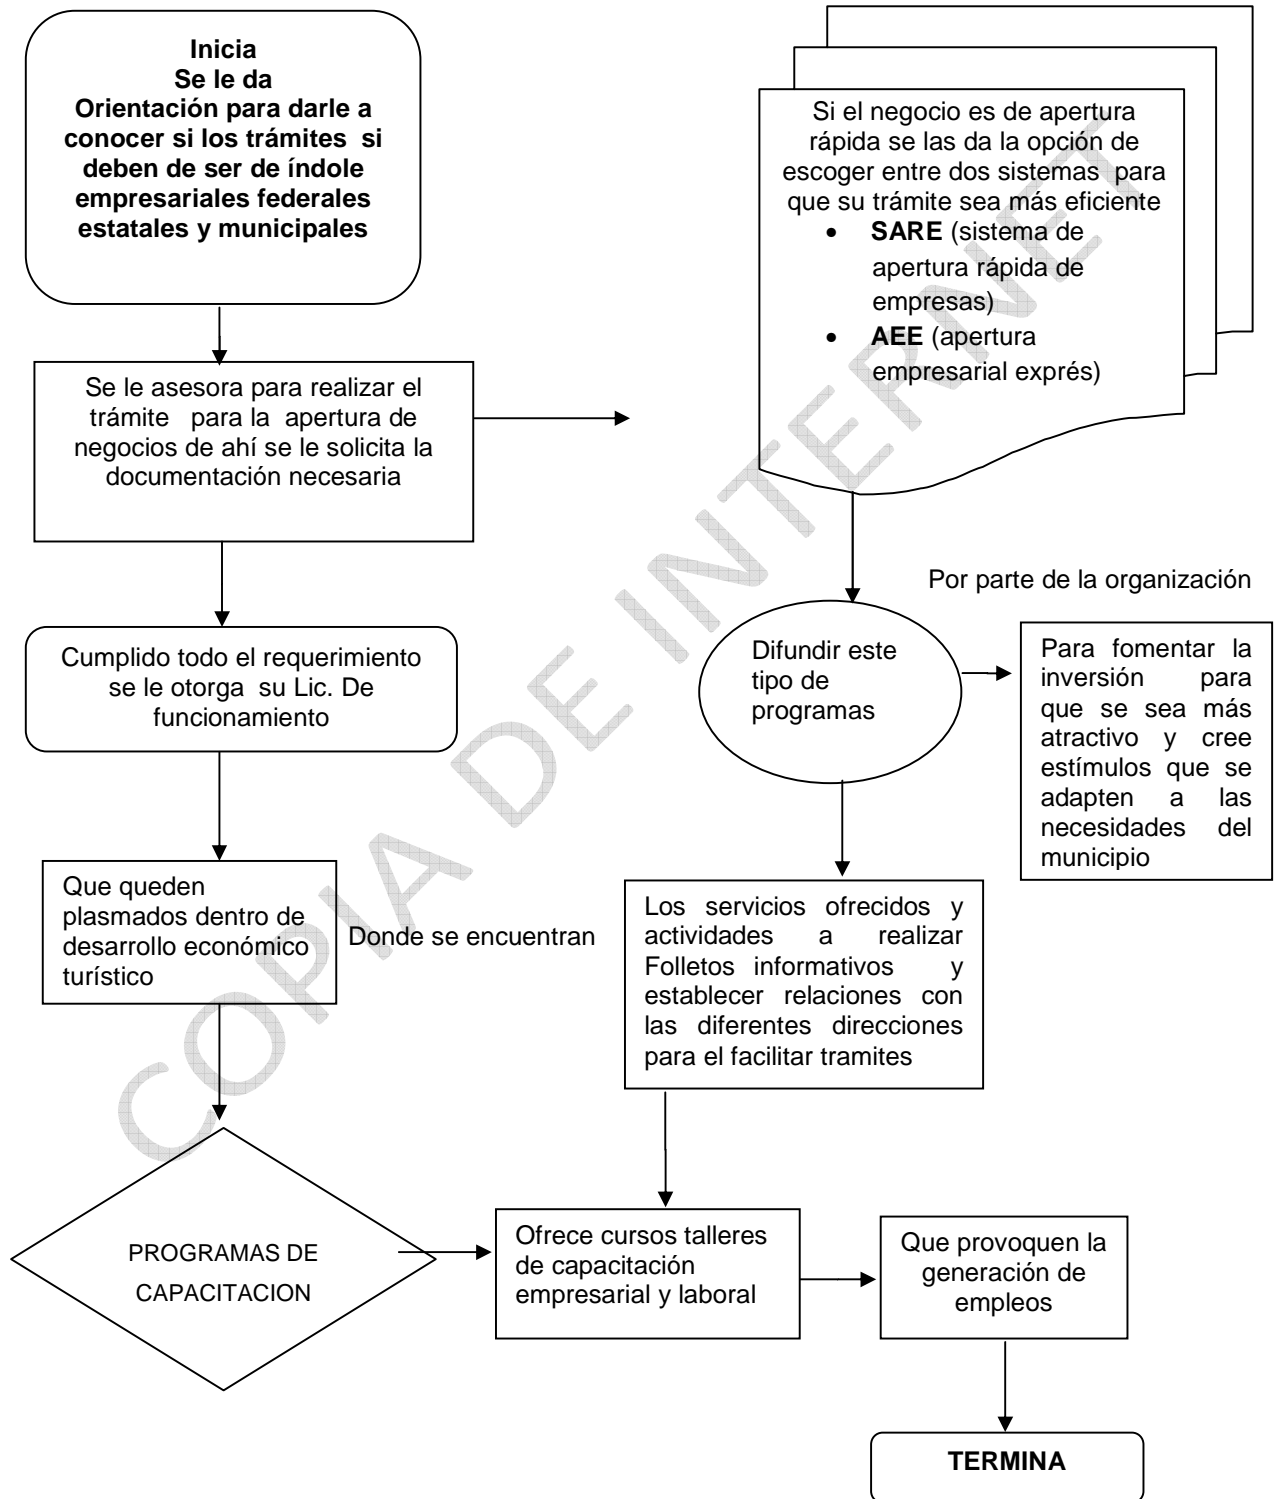 Inicia
Se le da
Orientación para darle a
conocer si los trámites si
deben de ser de índole
empresariales federales
estatales y municipales
Si el negocio es de apertura
rápida se las da la opción de
escoger entre dos sistemas para
que su trámite sea más eficiente
• SARE (sistema de
apertura rápida de
empresas)
• AEE (apertura
empresarial exprés)
Se le asesora para realizar el
trámite para la apertura de
negocios de ahí se le solicita la
documentación necesaria
Por parte de la organización
Cumplido todo el requerimiento
se le otorga su Lic. De
funcionamiento
Difundir este
tipo de
programas
Para fomentar la
inversión para
que se sea más
atractivo y cree
estímulos que se
adapten a las
necesidades del
municipio
Que queden
plasmados dentro de
desarrollo económico
turístico
Donde se encuentran
Los servicios ofrecidos y
actividades a realizar
Folletos informativos y
establecer relaciones con
las diferentes direcciones
para el facilitar tramites
PROGRAMAS DE
CAPACITACION
Ofrece cursos talleres
de capacitación
empresarial y laboral
Que provoquen la
generación de
empleos
TERMINA
COPIA DE INTERNET